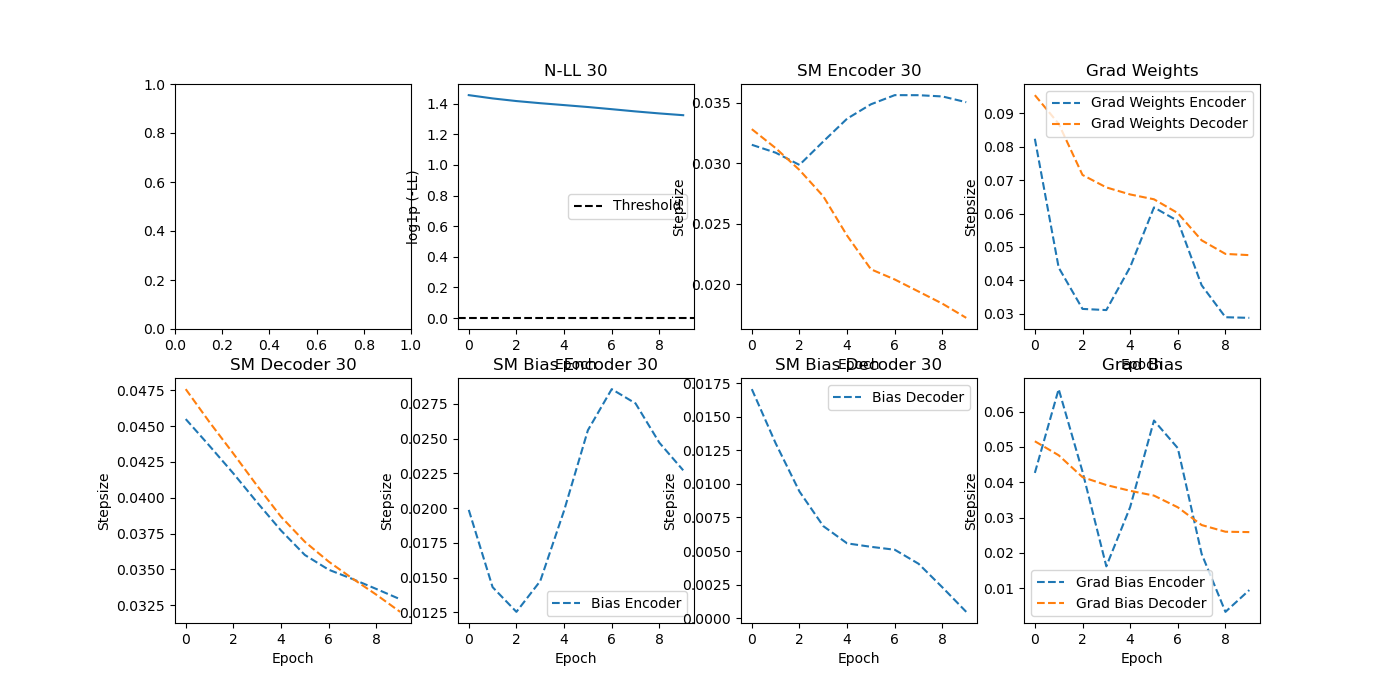 N-LL 30
SM Encoder 30
Grad Weights
1.0
0.8
0.6
0.4
0.2
0.0
0.0 0.2 0.4 0.6 0.8 1.0
log1p (-LL)
1.4
1.2
1.0
0.8
0.6
0.4
0.2
0.0
Threshold
0 2 4 6 8
Epoch
Stepsize
0.035
0.030
0.025
0.020
0 2 4 6 8
Epoch
Stepsize
0.09
0.08
0.07
0.06
0.05
0.04
0.03
Grad Weights Encoder
Grad Weights Decoder
0 2 4 6 8
Epoch
SM Decoder 30
SM Bias Encoder 30
SM Bias Decoder 30
Grad Bias
Stepsize
0.0475
0.0450
0.0425
0.0400
0.0375
0.0350
0.0325
0 2 4 6 8
Epoch
Stepsize
0.0275
0.0250
0.0225
0.0200
0.0175
0.0150
0.0125
Bias Encoder
0 2 4 6 8
Epoch
Stepsize
0.0175
0.0150
0.0125
0.0100
0.0075
0.0050
0.0025
0.0000
Bias Decoder
0 2 4 6 8
Epoch
Stepsize
0.06
0.05
0.04
0.03
0.02
0.01
Grad Bias Encoder
Grad Bias Decoder
0 2 4 6 8
Epoch